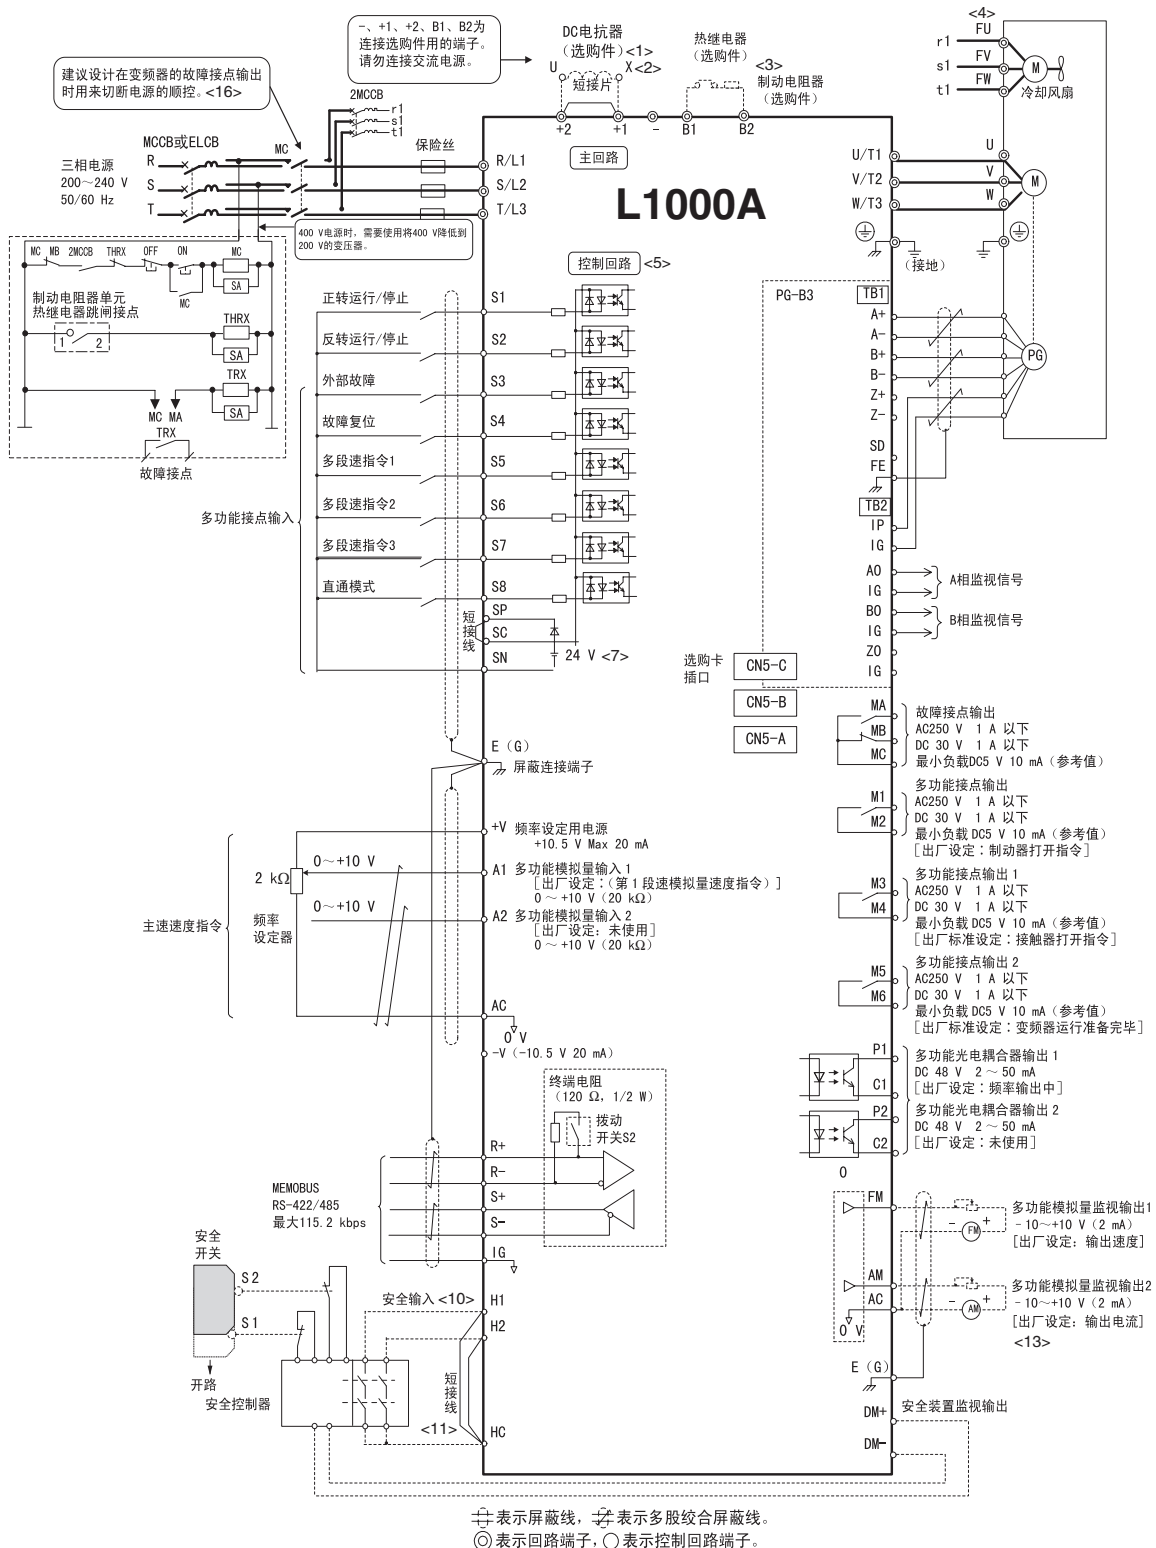 -、+1、+2、B1、B2为
连接选购件用的端子。
请勿连接交流电源。
DC电抗器
(选购件)<1>
U X <2>
短接片
+2 +1 - B1 B2
热继电器
(选购件)
<3>
制动电阻器
(选购件)
<4>
FU
r1
FV
s1
FW
t1
M
冷却风扇
建议设计在变频器的故障接点输出
时用来切断电源的顺控。<16>
2MCCB
r1
s1
t1
MCCB或ELCB
MC
保险丝
三相电源
200～240 V
50/60 Hz
R
S
T
R/L1
S/L2
T/L3
主回路
L1000A
U/T1
V/T2
W/T3
U
V
W
M
(接地)
400 V电源时，需要使用将400 V降低到
200 V的变压器。
控制回路 <5>
MC MB 2MCCB THRX OFF ON MC
SA
MC
制动电阻器单元
热继电器跳闸接点
1 2
THRX
SA
TRX
SA
MC MA
TRX
故障接点
正转运行/停止 S1
反转运行/停止 S2
外部故障 S3
故障复位 S4
多段速指令1 S5
多段速指令2 S6
多段速指令3 S7
直通模式 S8
多功能接点输入
短接线
SP
SC
SN
24 V <7>
PG-B3
TB1
A+
A-
B+
B-
Z+
Z-
SD
FE
TB2
IP
IG
AO
IG
BO
IG
ZO
IG
PG
A相监视信号
B相监视信号
选购卡
插口
CN5-C
CN5-B
CN5-A
E (G)
屏蔽连接端子
MA
MB
MC
故障接点输出
AC250 V 1 A 以下
DC 30 V 1 A 以下
最小负载DC5 V 10 mA（参考值）
M1
M2
多功能接点输出
AC250 V 1 A 以下
DC 30 V 1 A 以下
最小负载 DC5 V 10 mA（参考值）
[出厂设定：制动器打开指令]
M3
M4
多功能接点输出 1
AC250 V 1 A 以下
DC 30 V 1 A 以下
最小负载 DC5 V 10 mA（参考值）
[出厂标准设定：接触器打开指令]
M5
M6
多功能接点输出 2
AC250 V 1 A 以下
DC 30 V 1 A 以下
最小负载 DC5 V 10 mA（参考值）
[出厂标准设定：变频器运行准备完毕]
主速速度指令
2 kΩ
频率
设定器
0～+10 V
0～+10 V
+V 频率设定用电源
+10.5 V Max 20 mA
A1 多功能模拟量输入 1
[出厂设定：(第 1 段速模拟量速度指令)]
0 ～ +10 V (20 kΩ)
A2 多功能模拟量输入 2
[出厂设定：未使用]
0 ～ +10 V (20 kΩ)
AC
0 V
-V (-10.5 V 20 mA)
P1
C1
P2
C2
0
多功能光电耦合器输出 1
DC 48 V 2 ～ 50 mA
[出厂设定：频率输出中]
多功能光电耦合器输出 2
DC 48 V 2 ～ 50 mA
[出厂设定：未使用]
终端电阻
(120 Ω, 1/2 W)
拨动
开关S2
R+
R-
S+
S-
IG
MEMOBUS
RS-422/485
最大115.2 kbps
FM
AM
AC
0 V
FM
- +
AM
- +
多功能模拟量监视输出1
-10～+10 V (2 mA)
[出厂设定：输出速度]
多功能模拟量监视输出2
-10～+10 V (2 mA)
[出厂设定：输出电流]
<13>
E (G)
安全
开关
S2
S1
开路
安全控制器
安全输入 <10>
H1
H2
短接线
<11>
HC
安全装置监视输出
DM+
DM-
表示屏蔽线， 表示多股绞合屏蔽线。
表示回路端子， 表示控制回路端子。